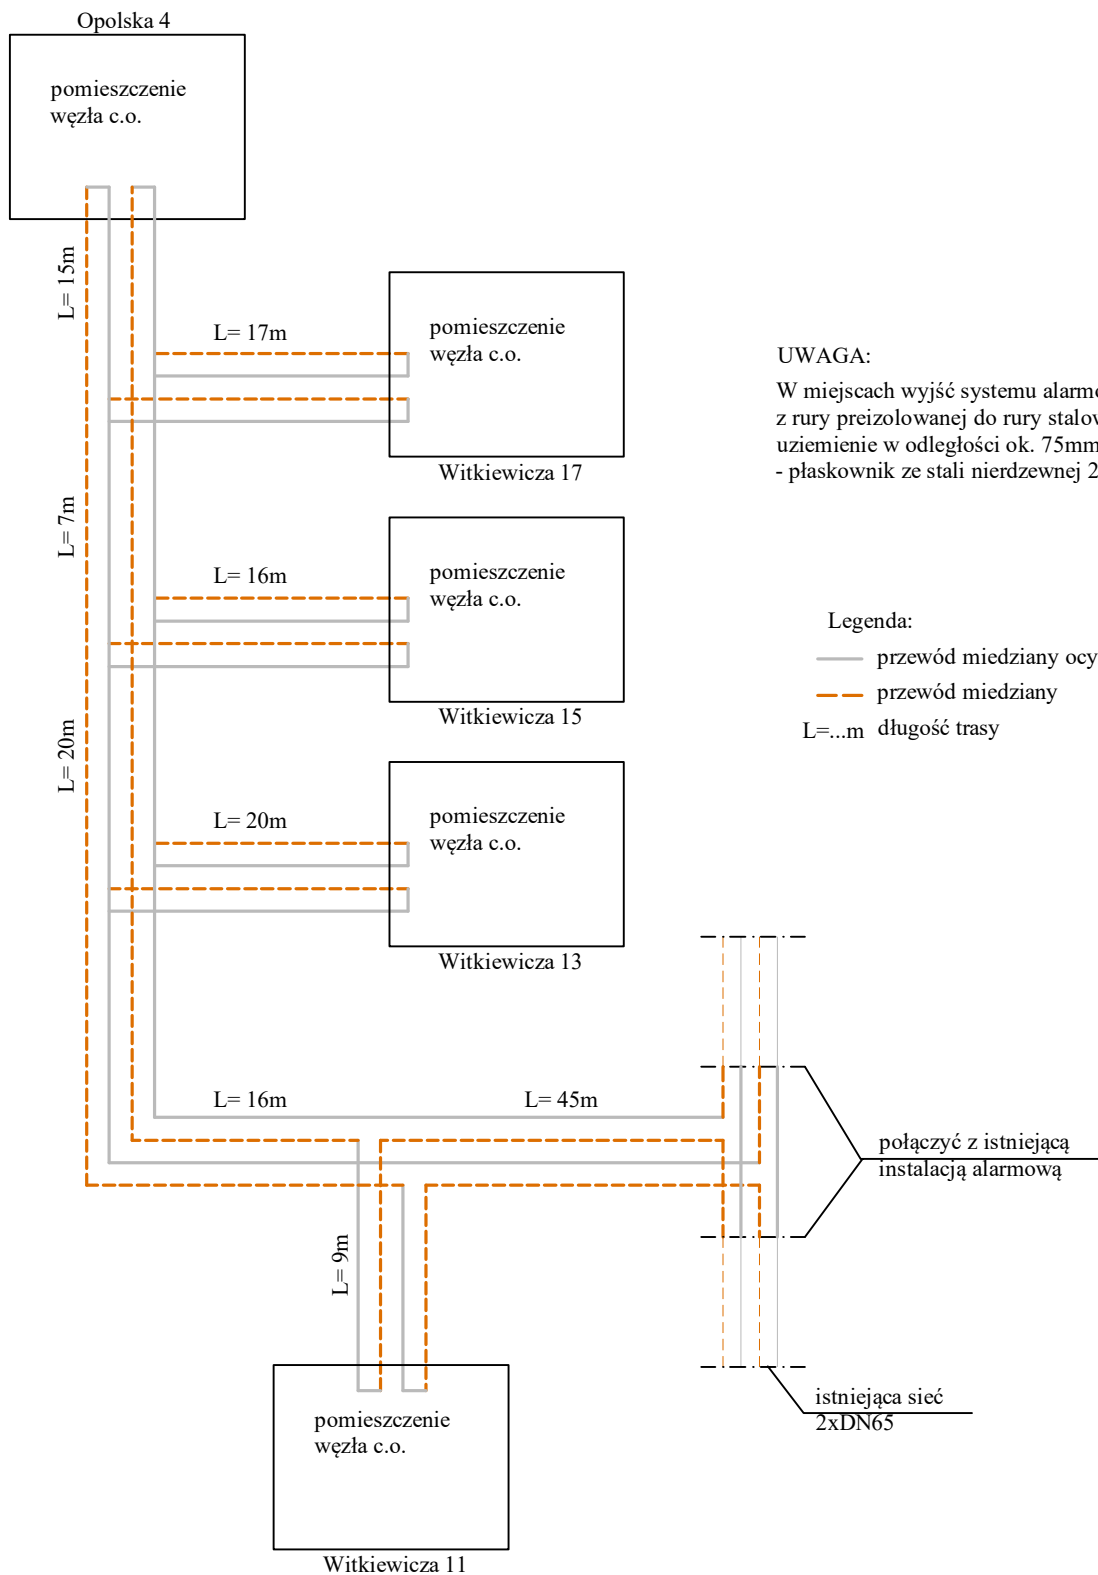 Opolska 4
pomieszczenie
węzła c.o.
L= 15m
L= 17m
pomieszczenie
węzła c.o.
Witkiewicza 17
UWAGA:
W miejscach wyjść systemu alarmo
z rury preizolowanej do rury stalow
uziemienie w odległości ok. 75mm
- płaskownik ze stali nierdzewnej 2
L= 7m
L= 16m
pomieszczenie
węzła c.o.
Witkiewicza 15
Legenda:
przewód miedziany ocy
przewód miedziany
L=...m długość trasy
L= 20m
L= 20m
pomieszczenie
węzła c.o.
Witkiewicza 13
L= 16m
L= 45m
połączyć z istniejącą
instalacją alarmową
L= 9m
istniejąca sieć
2xDN65
pomieszczenie
węzła c.o.
Witkiewicza 11